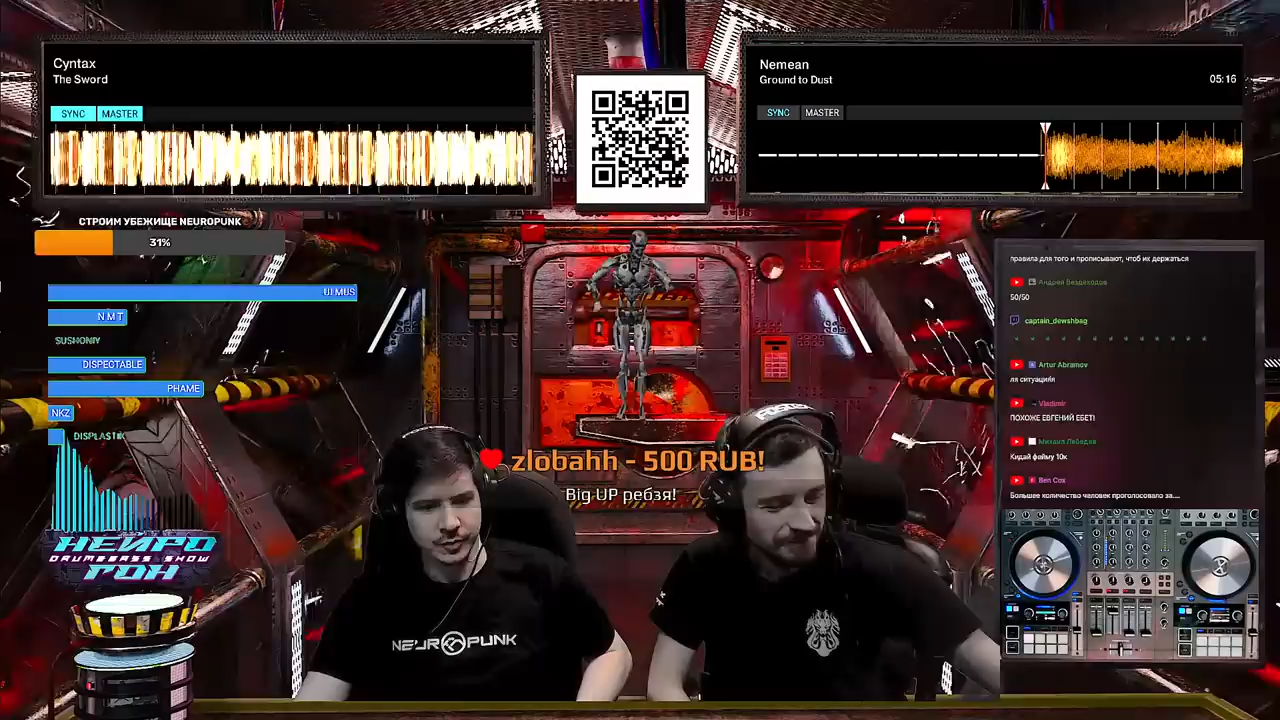 Cyntax
The Sword
SYNC MASTER
Nemean
Ground to Dust
05:16
SYNC MASTER
СТРОИМ УБЕЖИЩЕ NEUROPUNK
31%
ULMUS
N M T
SUSHONIY
DISPECTABLE
PHAME
NKZ
DISPLASTIK
НЕЙРО
DRUM&BASS SHOW
ГОН
zlobahh - 500 RUB!
Big UP ребзя!
NEUROPUNK
правила для того и прописывают, чтоб их держаться
Андрей Вездеходов
50/50
captain_dewshbag
Artur Abramov
ля ситуация
Vladimir
ПОХОЖЕ ЕВГЕНИЙ ЕБЕТ!
Михаил Лебедев
Кидай фейму 10к
Ben Cox
Большее количество человек проголосовало за....